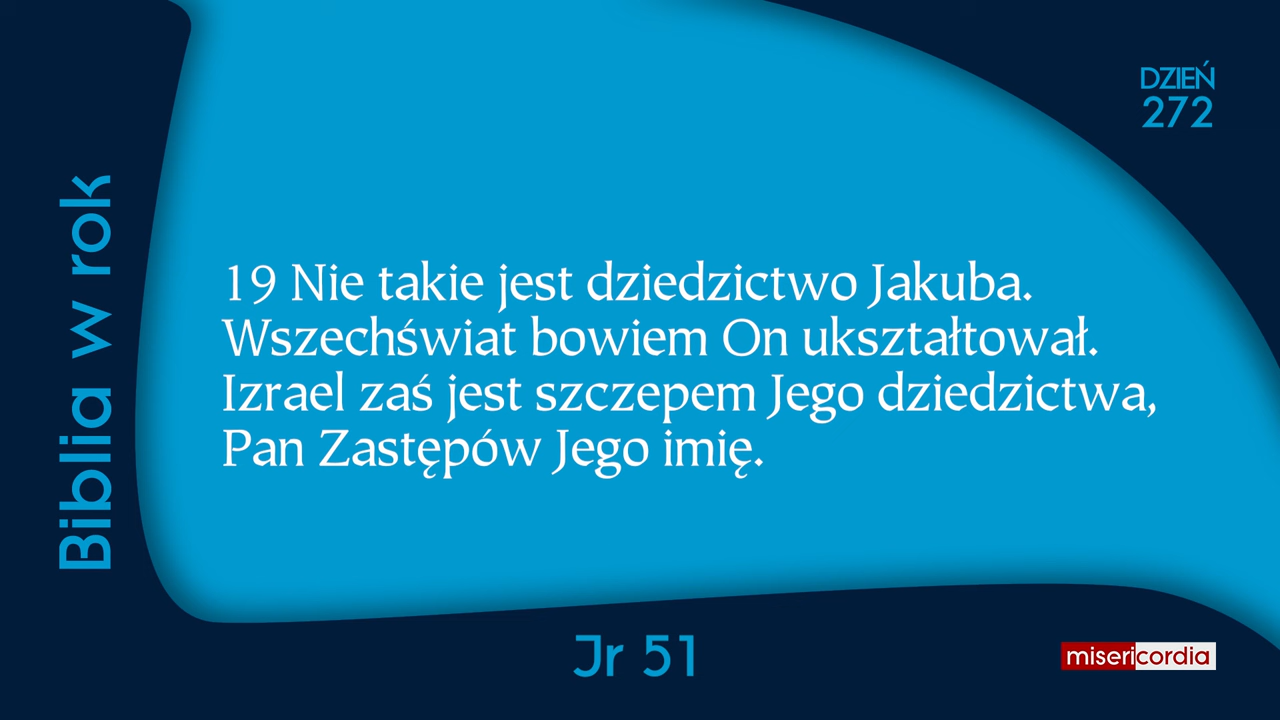 DZIEŃ
272
Biblia w rok
19 Nie takie jest dziedzictwo Jakuba.
Wszechświat bowiem On ukształtował.
Izrael zaś jest szczepem Jego dziedzictwa,
Pan Zastępów Jego imię.
Jr 51
misericordia